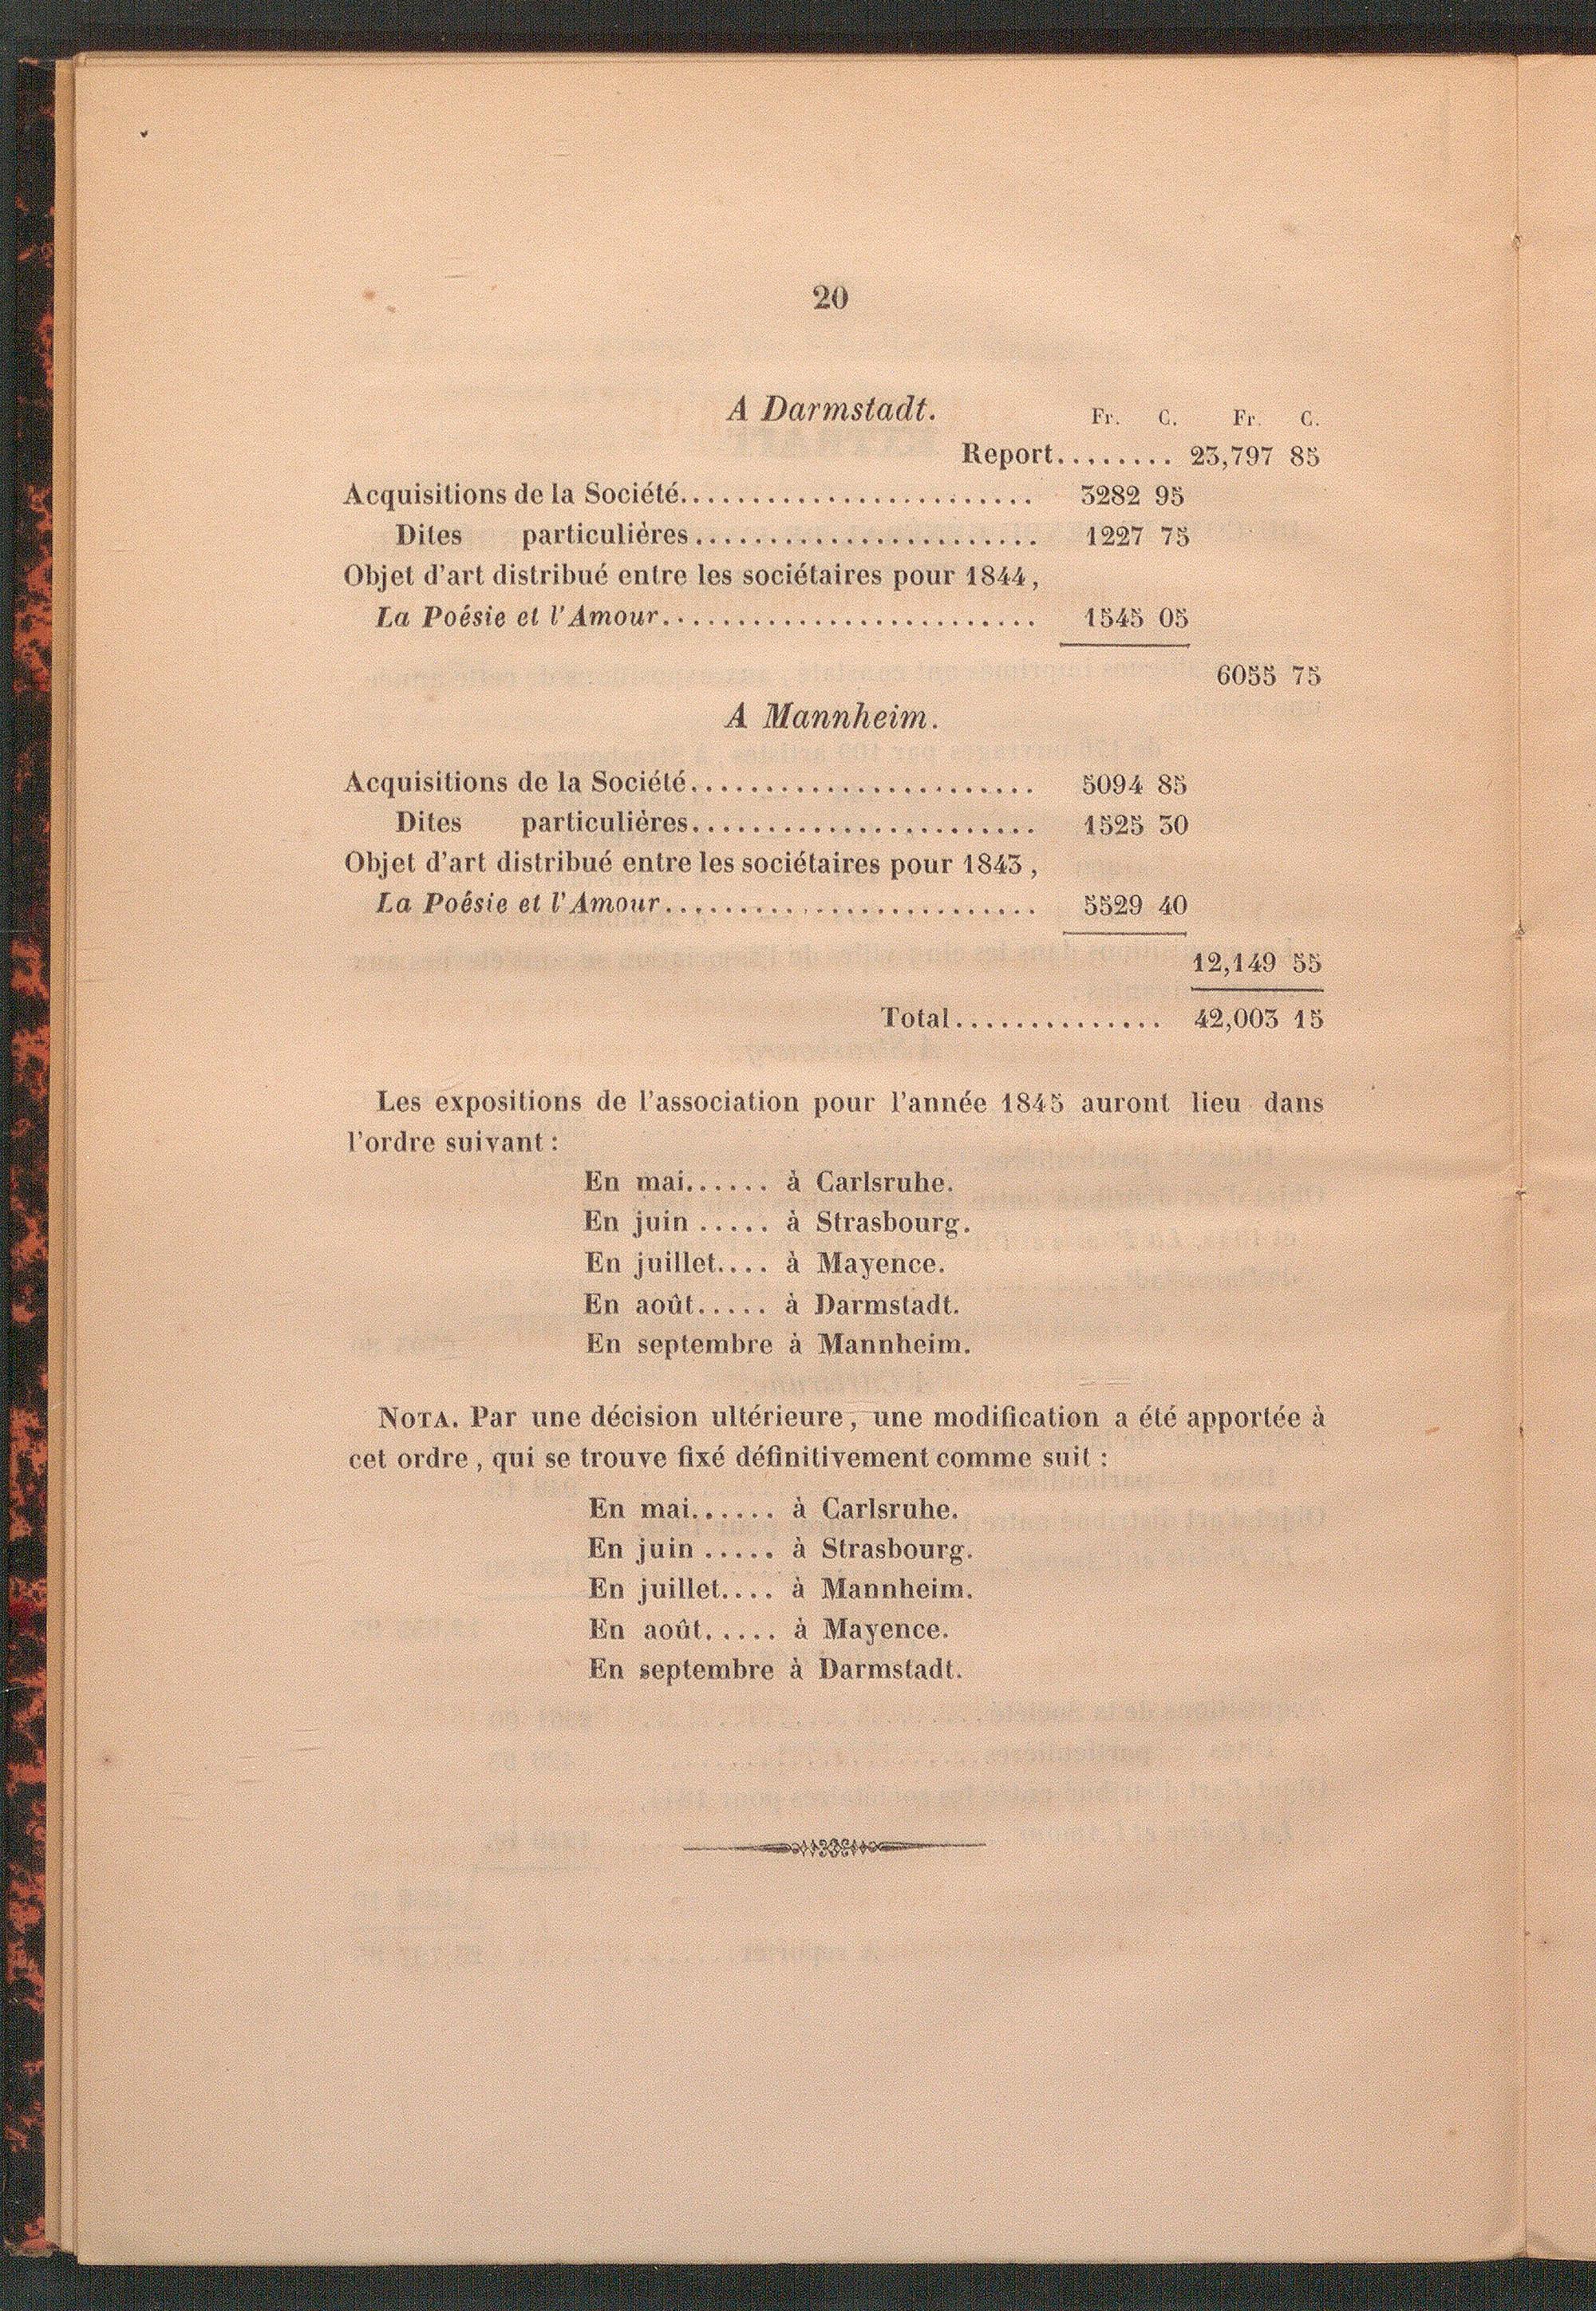 20
A Darmstadt.
Fr. C. Fr. C.
Report......... 23,797 85
Acquisitions de la Société........................ 3282 95
Dites particulières....................... 1227 75
Objet d'art distribué entre les sociétaires pour 1844,
La Poésie et l'Amour......................... 1545 05
6055 75
A Mannheim.
Acquisitions de la Société....................... 5094 85
Dites particulières....................... 1525 30
Objet d'art distribué entre les sociétaires pour 1843,
La Poésie et l'Amour......................... 5529 40
12,149 55
Total.............. 42,003 15
Les expositions de l'association pour l'année 1845 auront lieu dans
l'ordre suivant :
En mai...... à Carlsruhe.
En juin ..... à Strasbourg.
En juillet.... à Mayence.
En août..... à Darmstadt.
En septembre à Mannheim.
NOTA. Par une décision ultérieure, une modification a été apportée à
cet ordre, qui se trouve fixé définitivement comme suit :
En mai...... à Carlsruhe.
En juin ..... à Strasbourg.
En juillet.... à Mannheim.
En août..... à Mayence.
En septembre à Darmstadt.